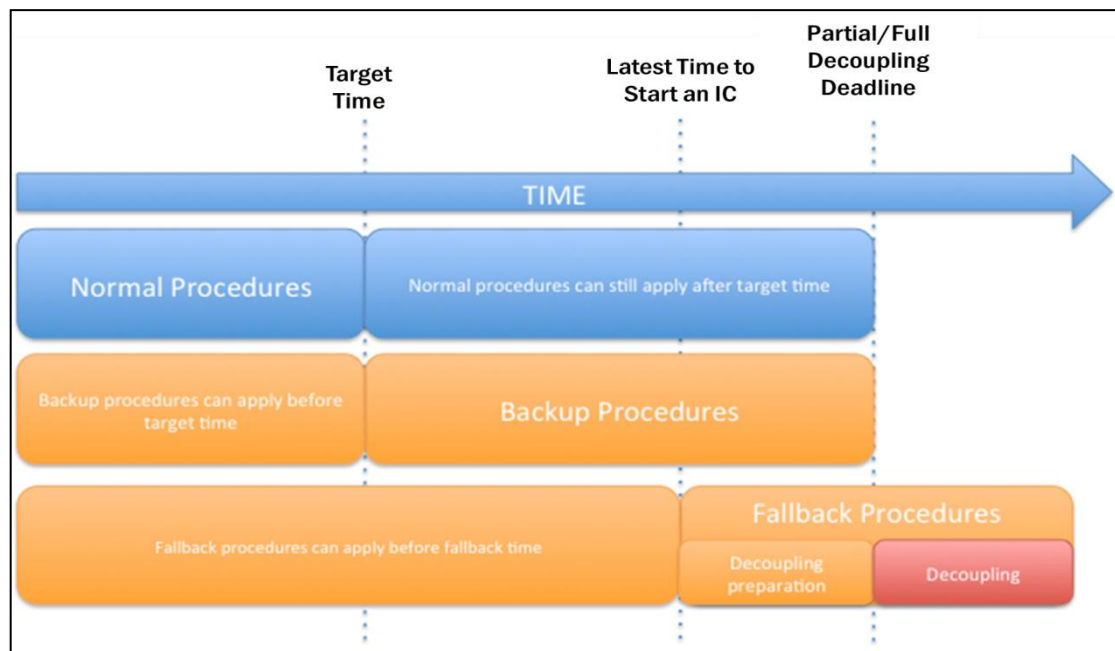 Partial/Full
Decoupling
Deadline
Latest Time to
Start an IC
Target
Time
TIME
Normal Procedures
Normal procedures can still apply after target time
Backup procedures can apply before
target time
Backup Procedures
Fallback procedures can apply before fallback time
Fallback Procedures
Decoupling
preparation
Decoupling